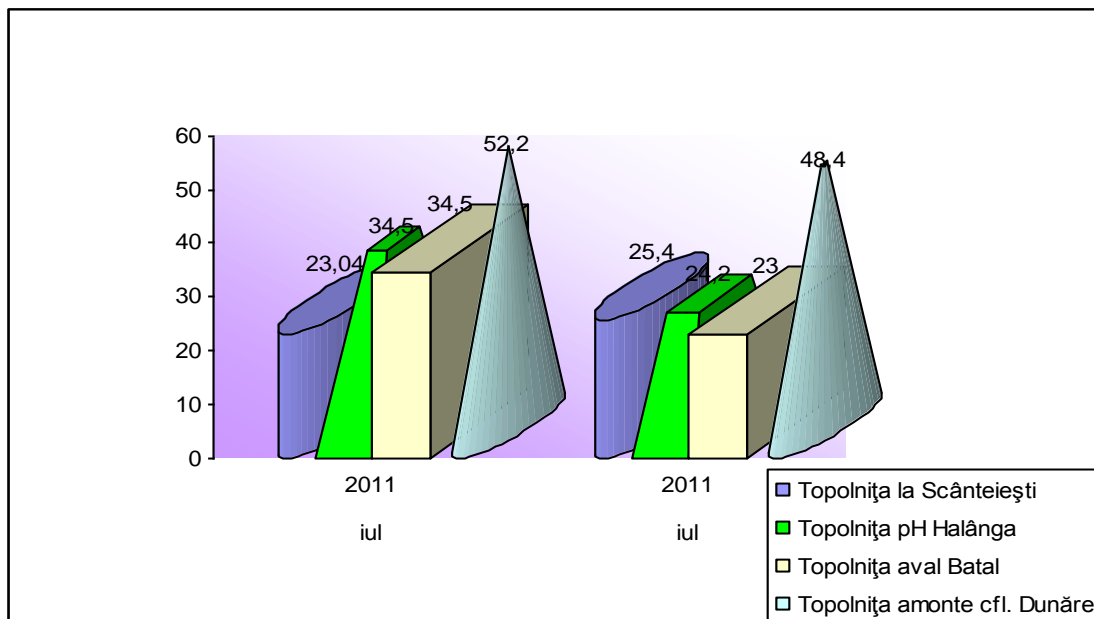 60
50
40
30
20
10
0
23,04
34,5
34,5
52,2
25,4
24,2
23
48,4
2011
2011
iul
iul
Topolniţa la Scânteieşti
Topolniţa pH Halânga
Topolniţa aval Batal
Topolniţa amonte cfl. Dunăre